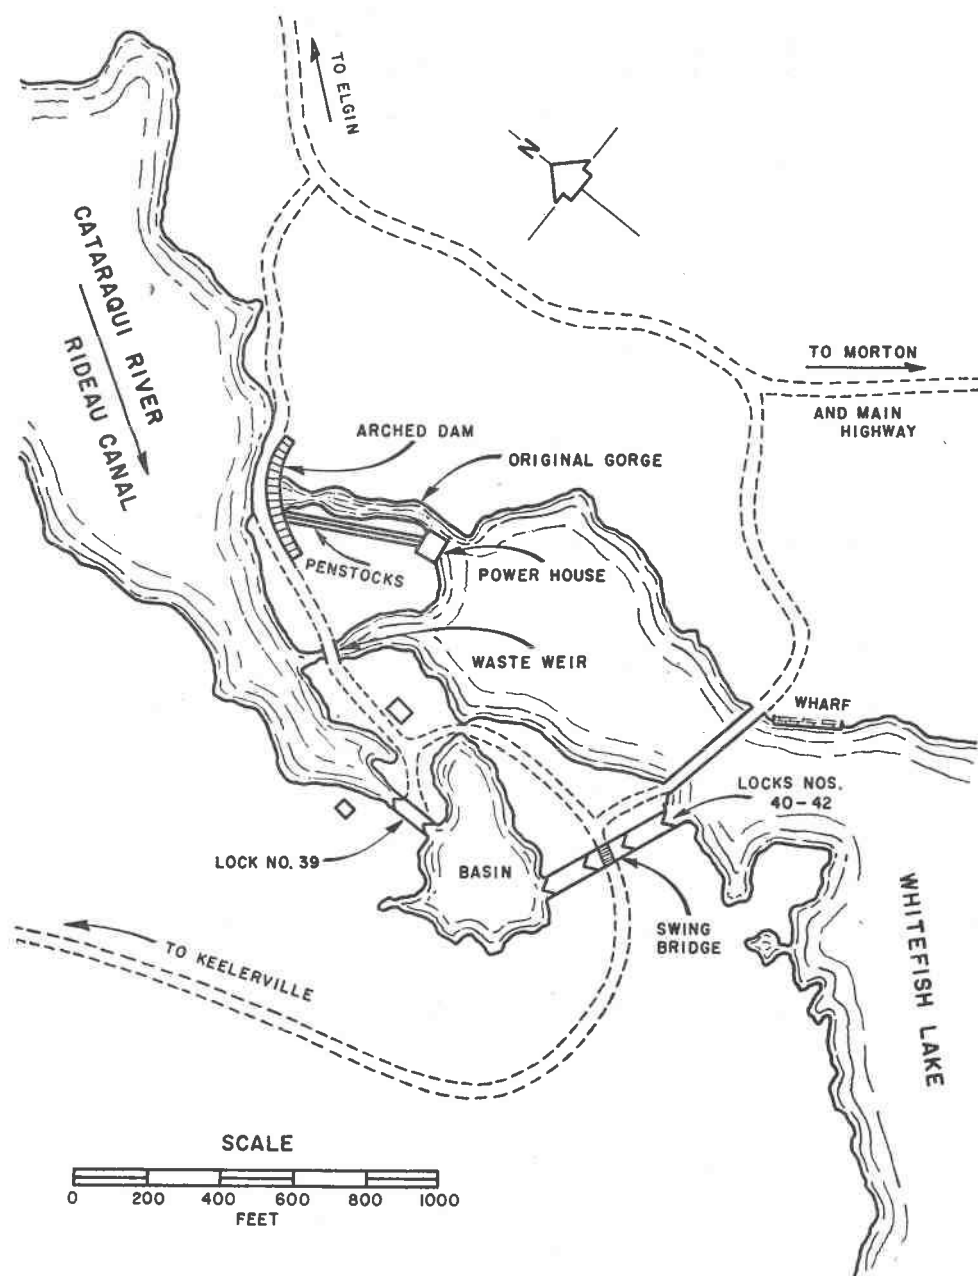 TO ELGIN
N
CATARAQUI RIVER
RIDEAU CANAL
TO MORTON
AND MAIN
HIGHWAY
ARCHED DAM
ORIGINAL GORGE
PENSTOCKS
POWER HOUSE
WASTE WEIR
WHARF
LOCKS NOS.
40-42
LOCK NO. 39
BASIN
SWING
BRIDGE
TO KEELERVILLE
WHITEFISH LAKE
SCALE
0 200 400 600 800 1000
FEET